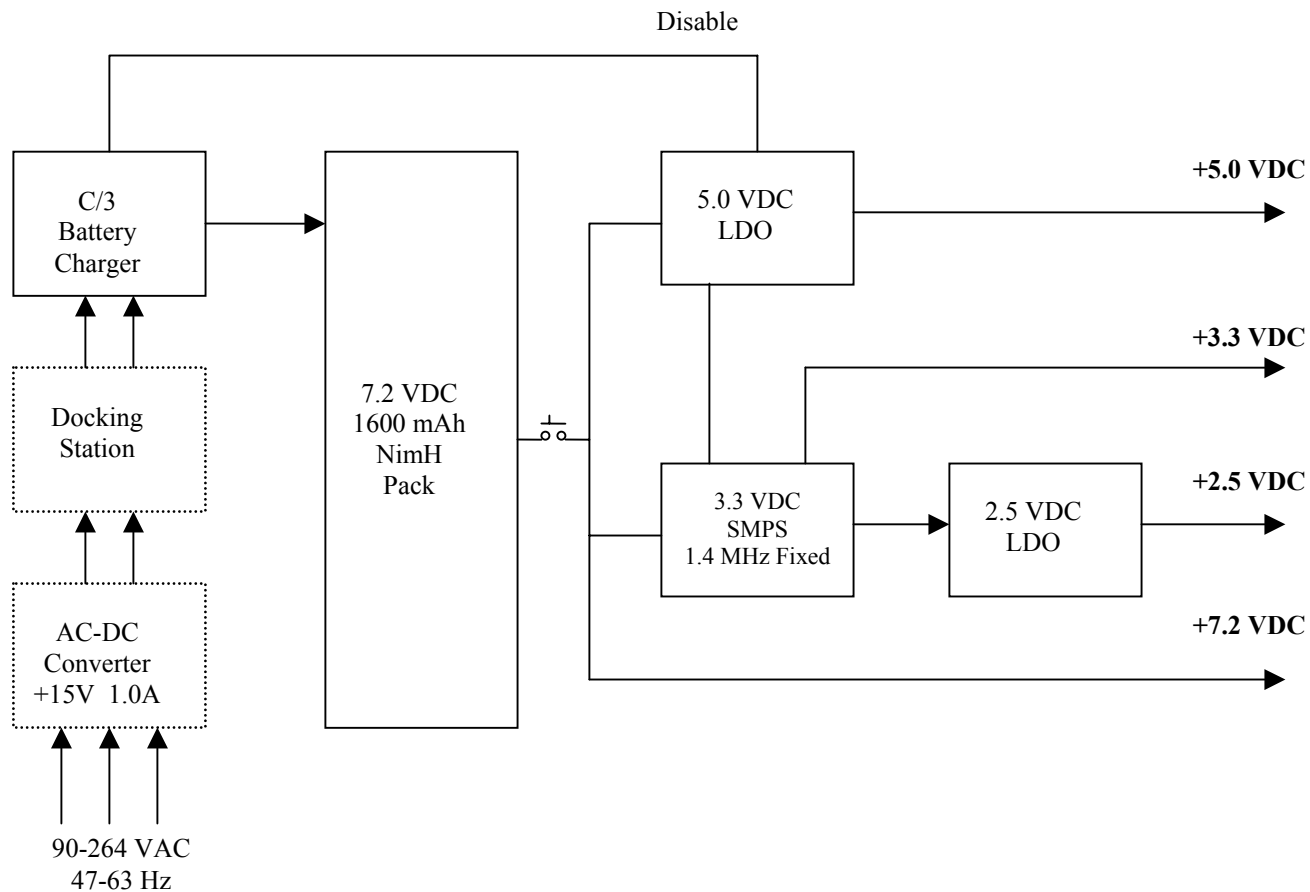 Disable
C/3
Battery
Charger
5.0 VDC
LDO
+5.0 VDC
+3.3 VDC
Docking
Station
7.2 VDC
1600 mAh
NimH
Pack
3.3 VDC
SMPS
1.4 MHz Fixed
2.5 VDC
LDO
+2.5 VDC
+7.2 VDC
AC-DC
Converter
+15V 1.0A
90-264 VAC
47-63 Hz